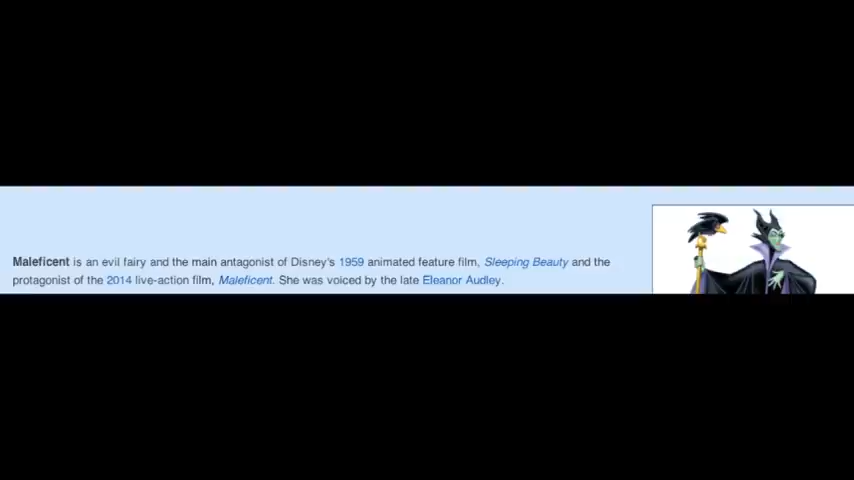 Maleficent is an evil fairy and the main antagonist of Disney's 1959 animated feature film, Sleeping Beauty and the
protagonist of the 2014 live-action film, Maleficent. She was voiced by the late Eleanor Audley.